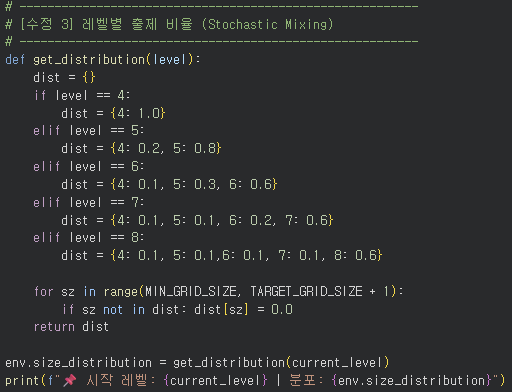 # ---------------------------------------------------------
# [수정 3] 레벨별 출제 비율 (Stochastic Mixing)
# ---------------------------------------------------------
def get_distribution(level):
    dist = {}
    if level == 4:
        dist = {4: 1.0}
    elif level == 5:
        dist = {4: 0.2, 5: 0.8}
    elif level == 6:
        dist = {4: 0.1, 5: 0.3, 6: 0.6}
    elif level == 7:
        dist = {4: 0.1, 5: 0.1, 6: 0.2, 7: 0.6}
    elif level == 8:
        dist = {4: 0.1, 5: 0.1,6: 0.1, 7: 0.1, 8: 0.6}

    for sz in range(MIN_GRID_SIZE, TARGET_GRID_SIZE + 1):
        if sz not in dist: dist[sz] = 0.0
    return dist

env.size_distribution = get_distribution(current_level)
print(f"📌 시작 레벨: {current_level} | 분포: {env.size_distribution}")